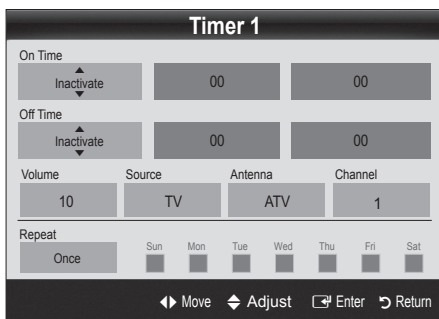 Timer 1
On Time
Inactivate 00 00
Off Time
Inactivate 00 00
Volume Source Antenna Channel
10 TV ATV 1
Repeat
Sun Mon Tue Wed Thu Fri Sat
Once
Move Adjust Enter Return